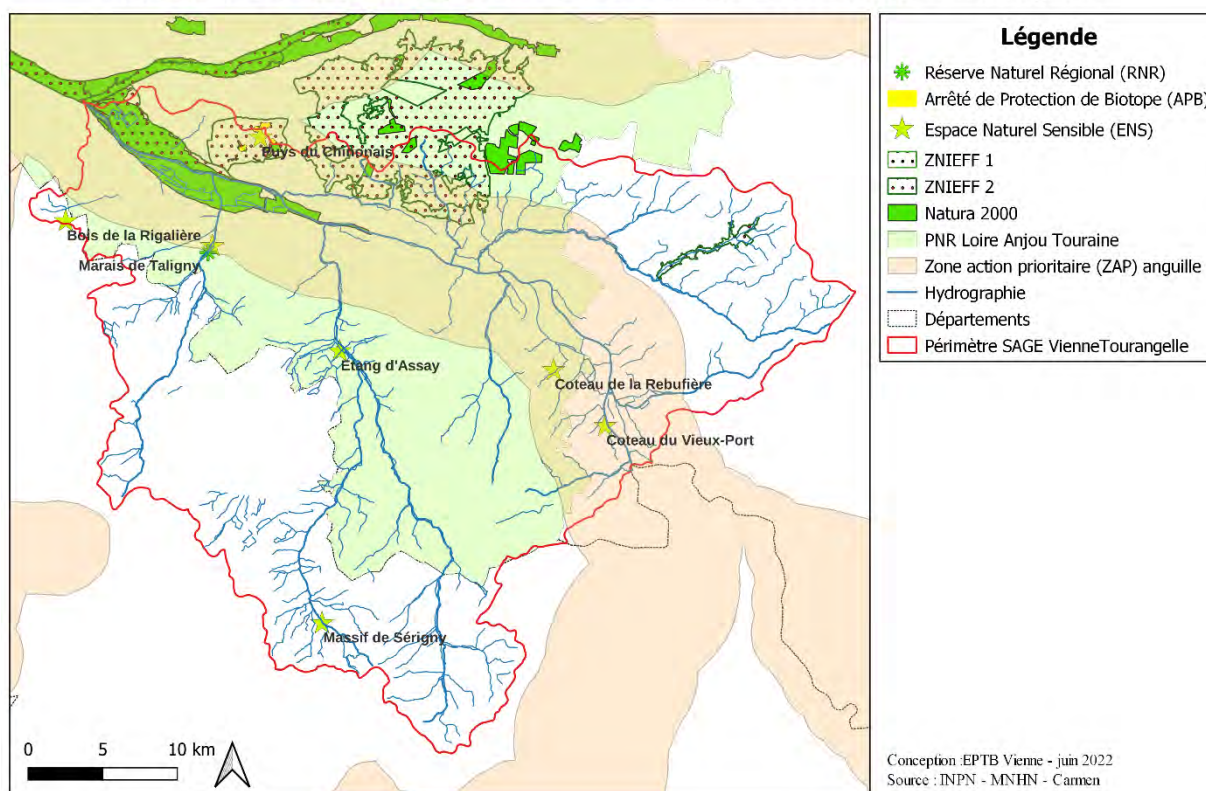 Puys du Chinonais
Bois de la Rigalière
Marais de Taligny
Etang d'Assay
Coteau de la Rebufière
Coteau du Vieux-Port
Massif de Sérigny
0 5 10 km
Légende
Réserve Naturel Régional (RNR)
Arrêté de Protection de Biotope (APB)
Espace Naturel Sensible (ENS)
ZNIEFF 1
ZNIEFF 2
Natura 2000
PNR Loire Anjou Touraine
Zone action prioritaire (ZAP) anguille
Hydrographie
Départements
Périmètre SAGE VienneTourangelle
Conception :EPTB Vienne - juin 2022
Source : INPN - MNHN - Carmen